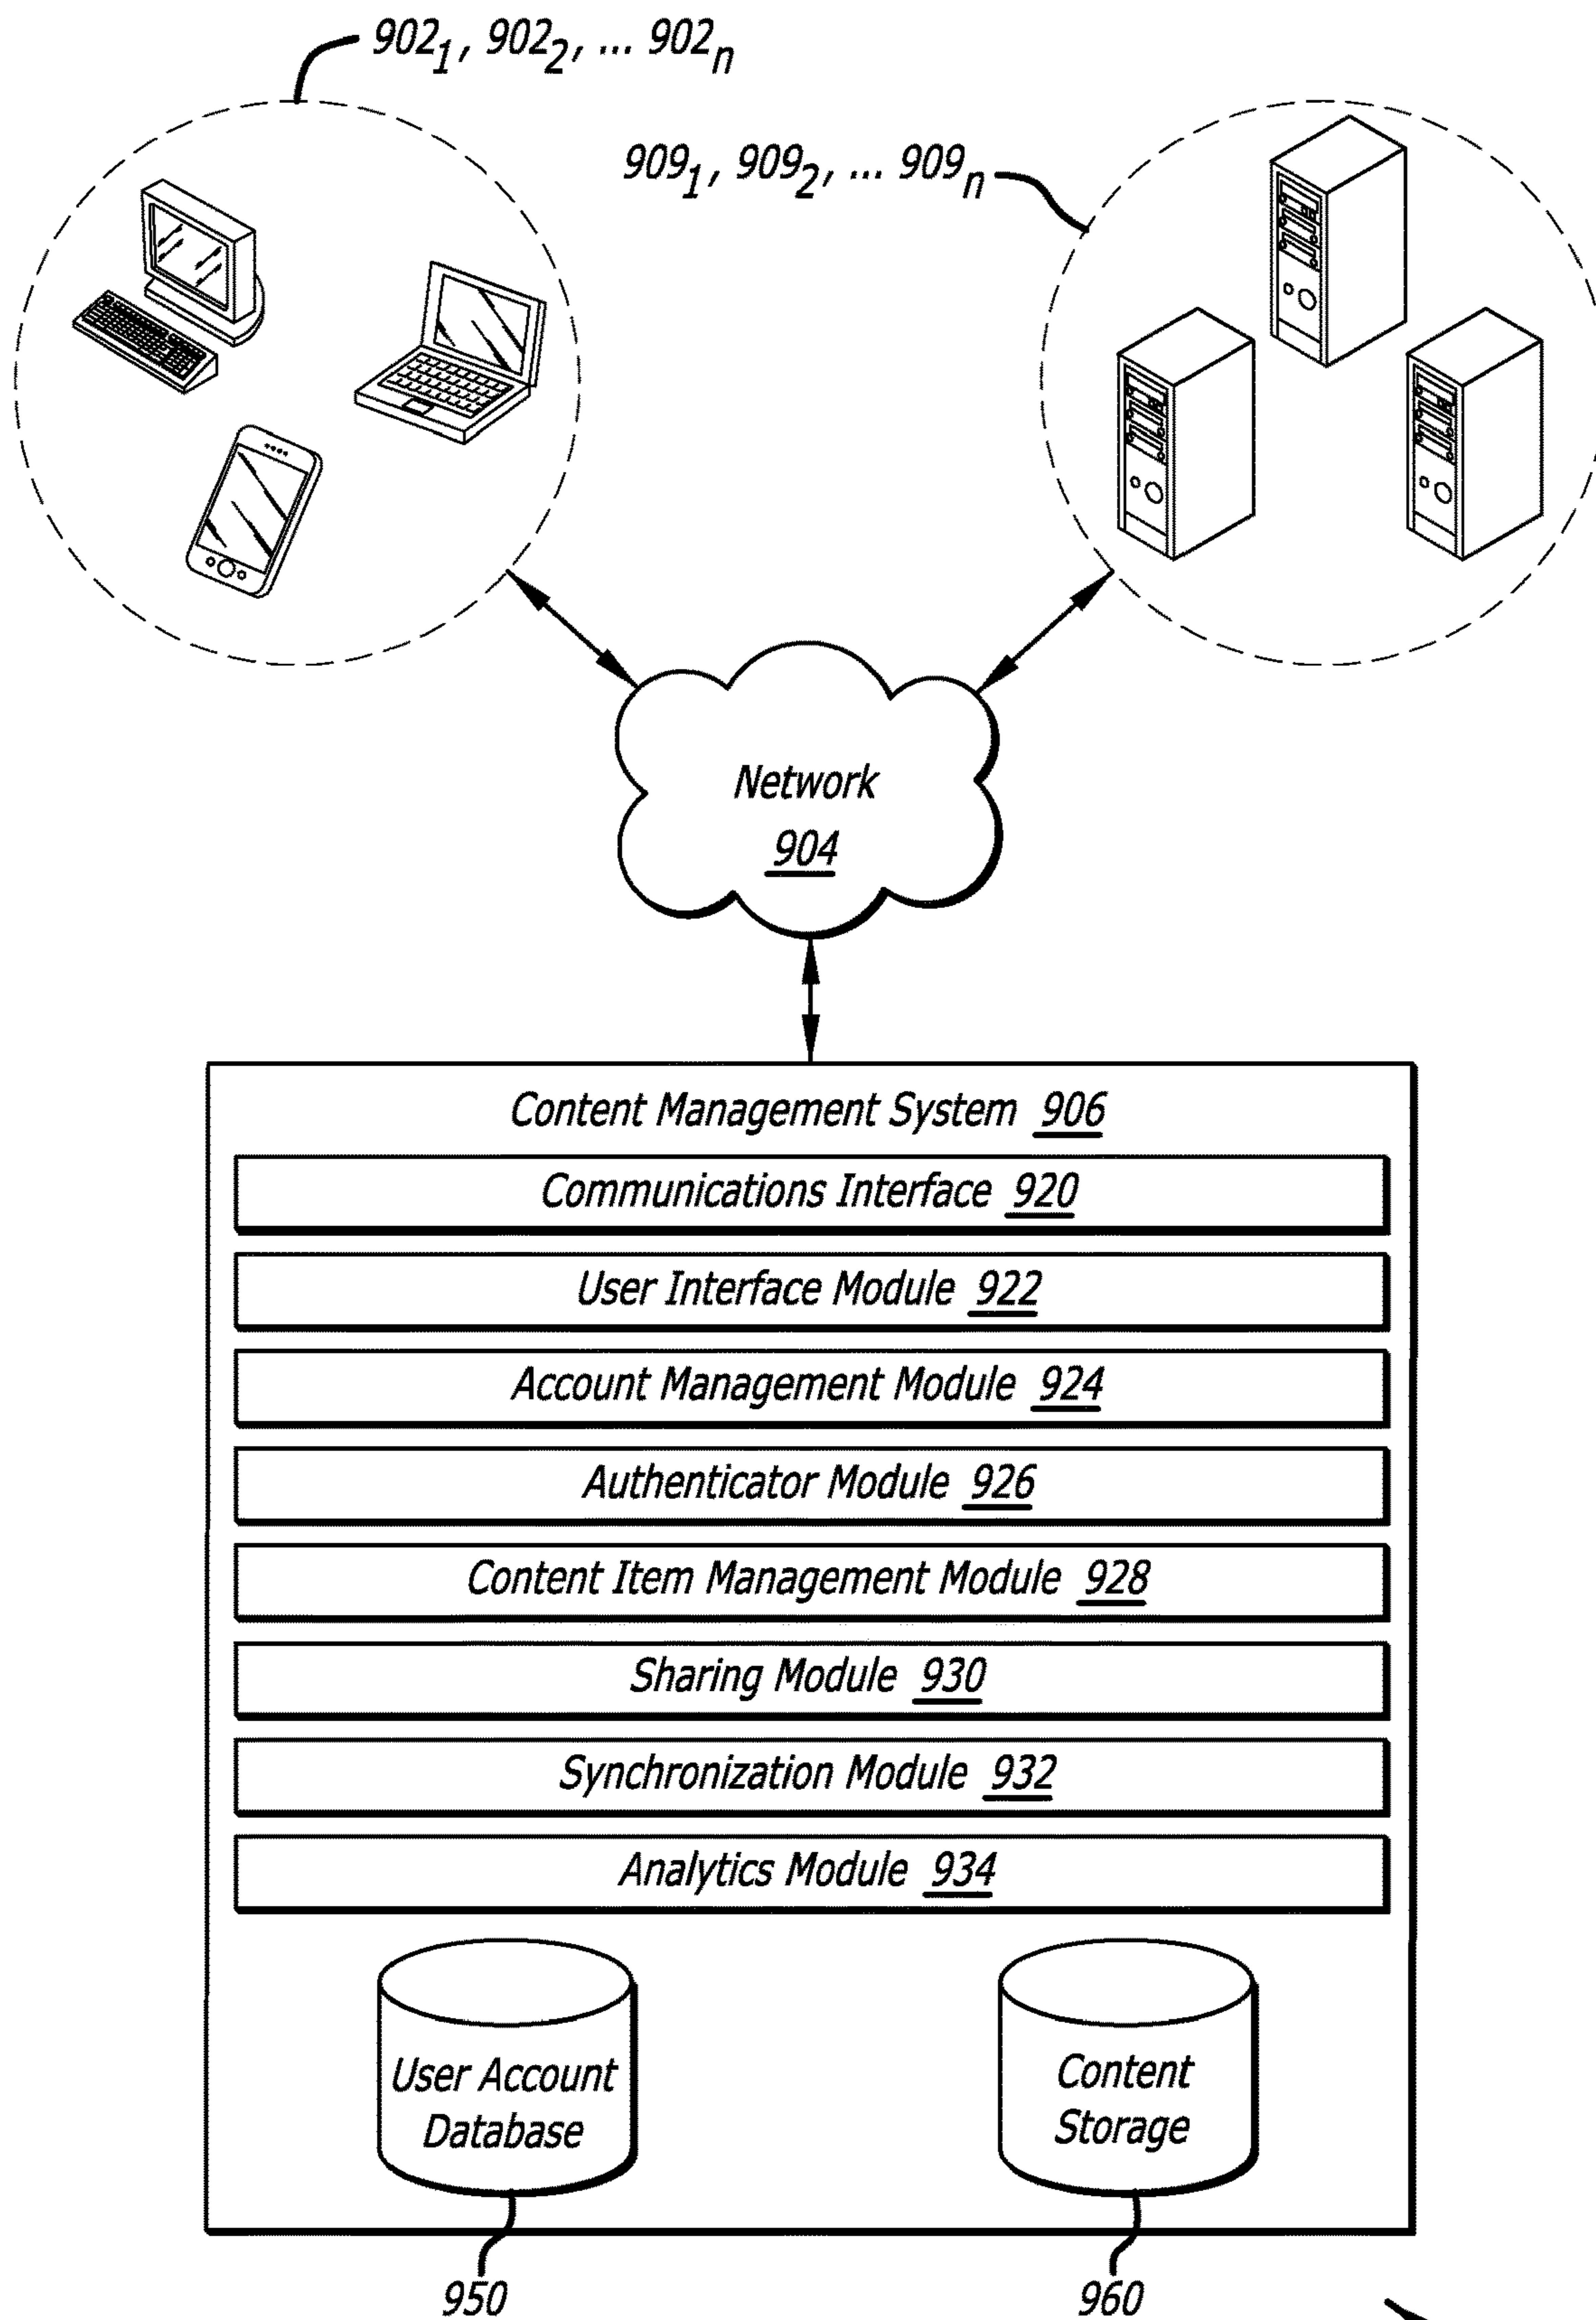 902₁, 902₂, ... 902ₙ
909₁, 909₂, ... 909ₙ
Network
904
Content Management System 906
Communications Interface 920
User Interface Module 922
Account Management Module 924
Authenticator Module 926
Content Item Management Module 928
Sharing Module 930
Synchronization Module 932
Analytics Module 934
User Account
Database
Content
Storage
950
960